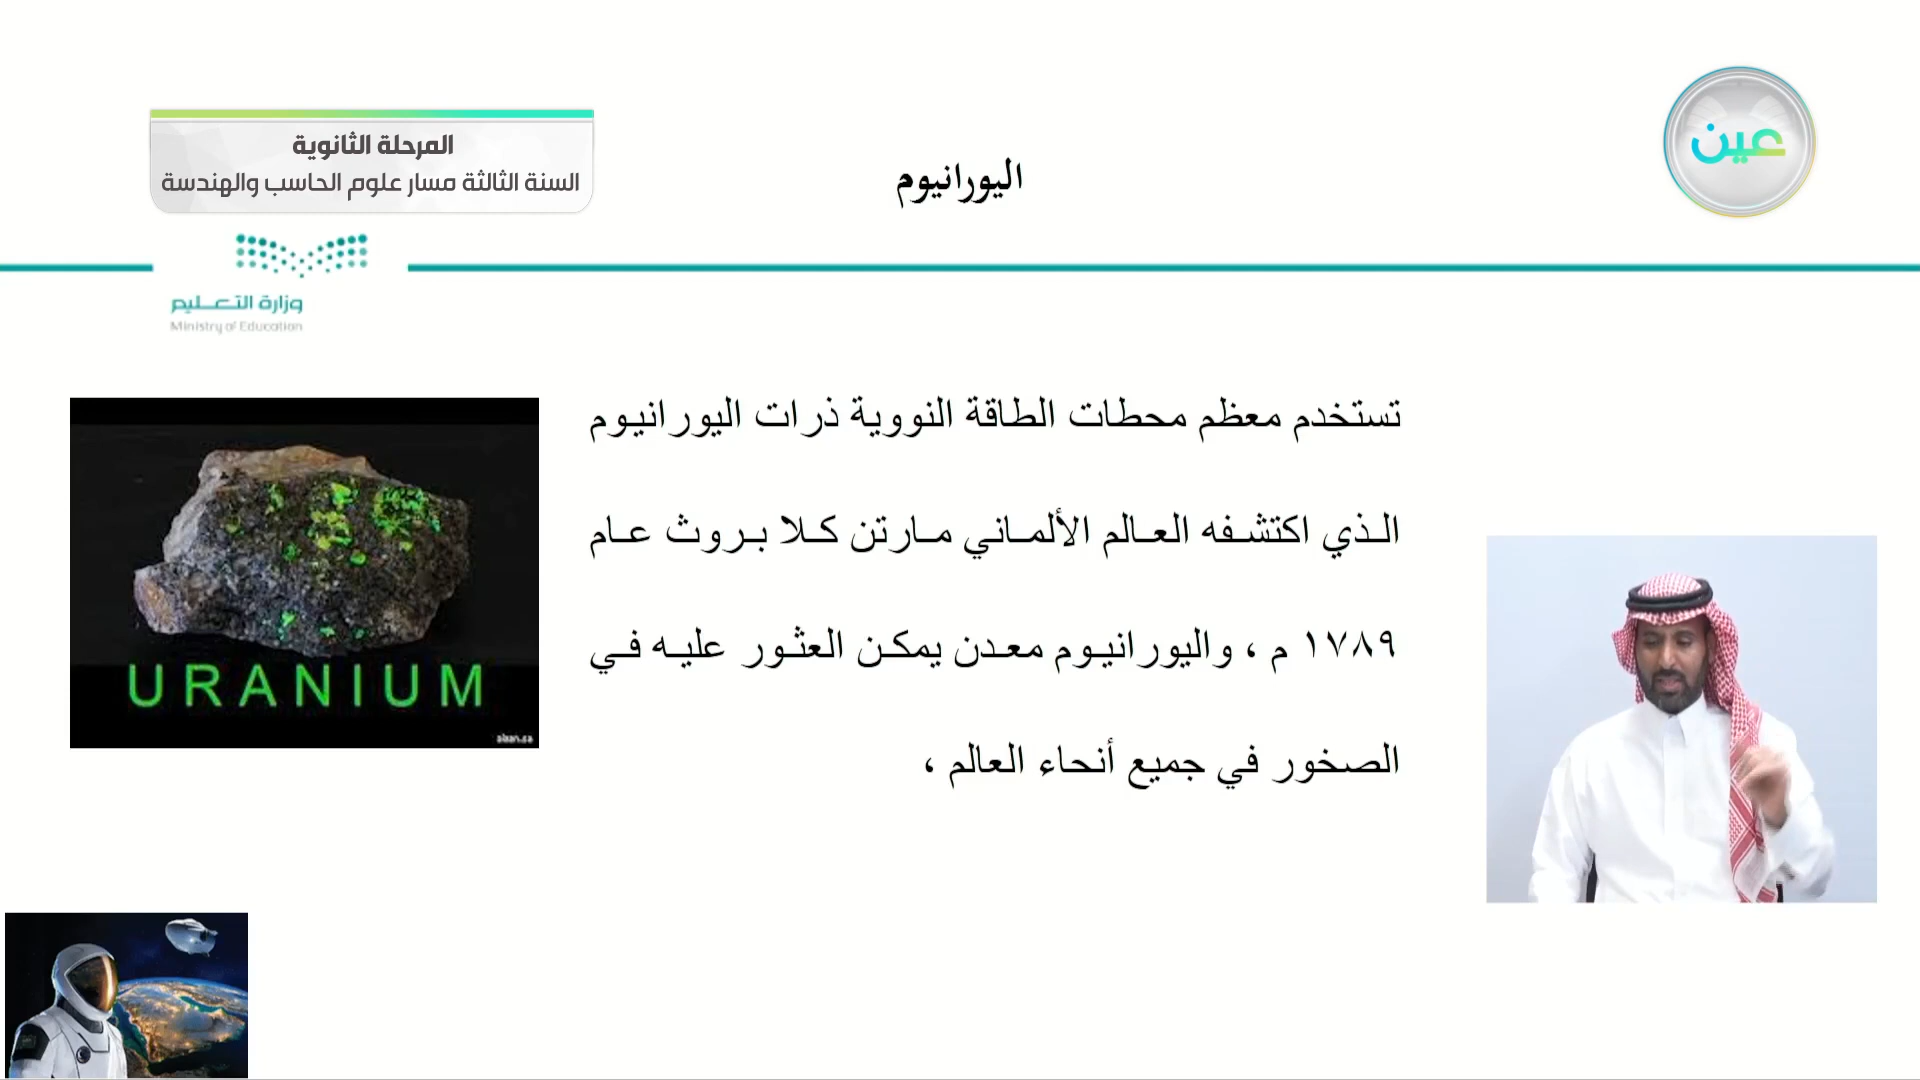 المرحلة الثانوية
السنة الثالثة مسار علوم الحاسب والهندسة
عين
اليورانيوم
وزارة التعليم
Ministry of Education
تستخدم معظم محطات الطاقة النووية ذرات اليورانيوم
الذي اكتشفه العالم الألماني مارتن كلا بروث عام
١٧٨٩ م ، واليورانيوم معدن يمكن العثور عليه في
الصخور في جميع أنحاء العالم ،
URANIUM